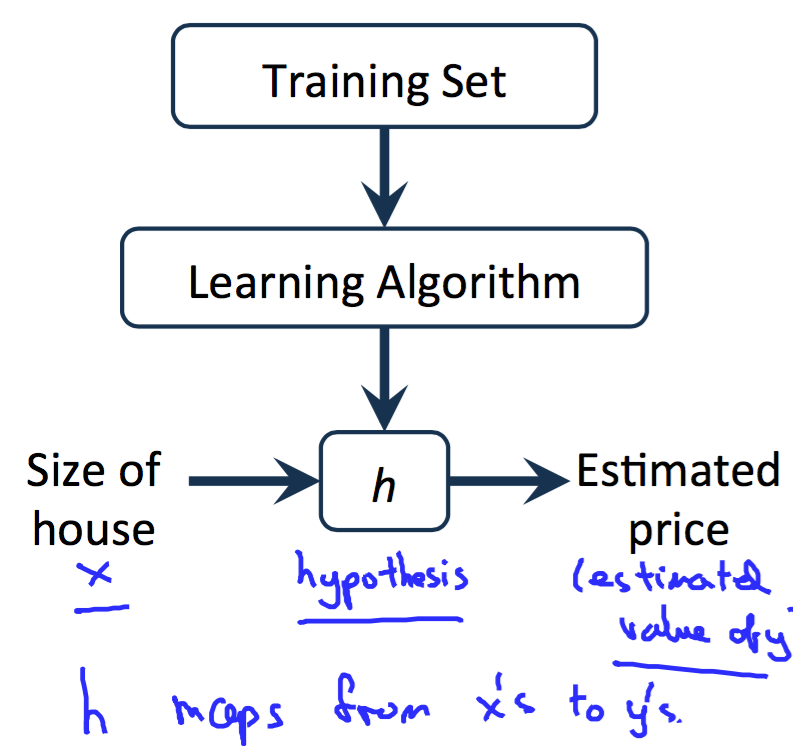 Training Set
Learning Algorithm
Size of
house
h
Estimated
price
x
hypothesis
(estimated
value of y
h maps from x's to y's.